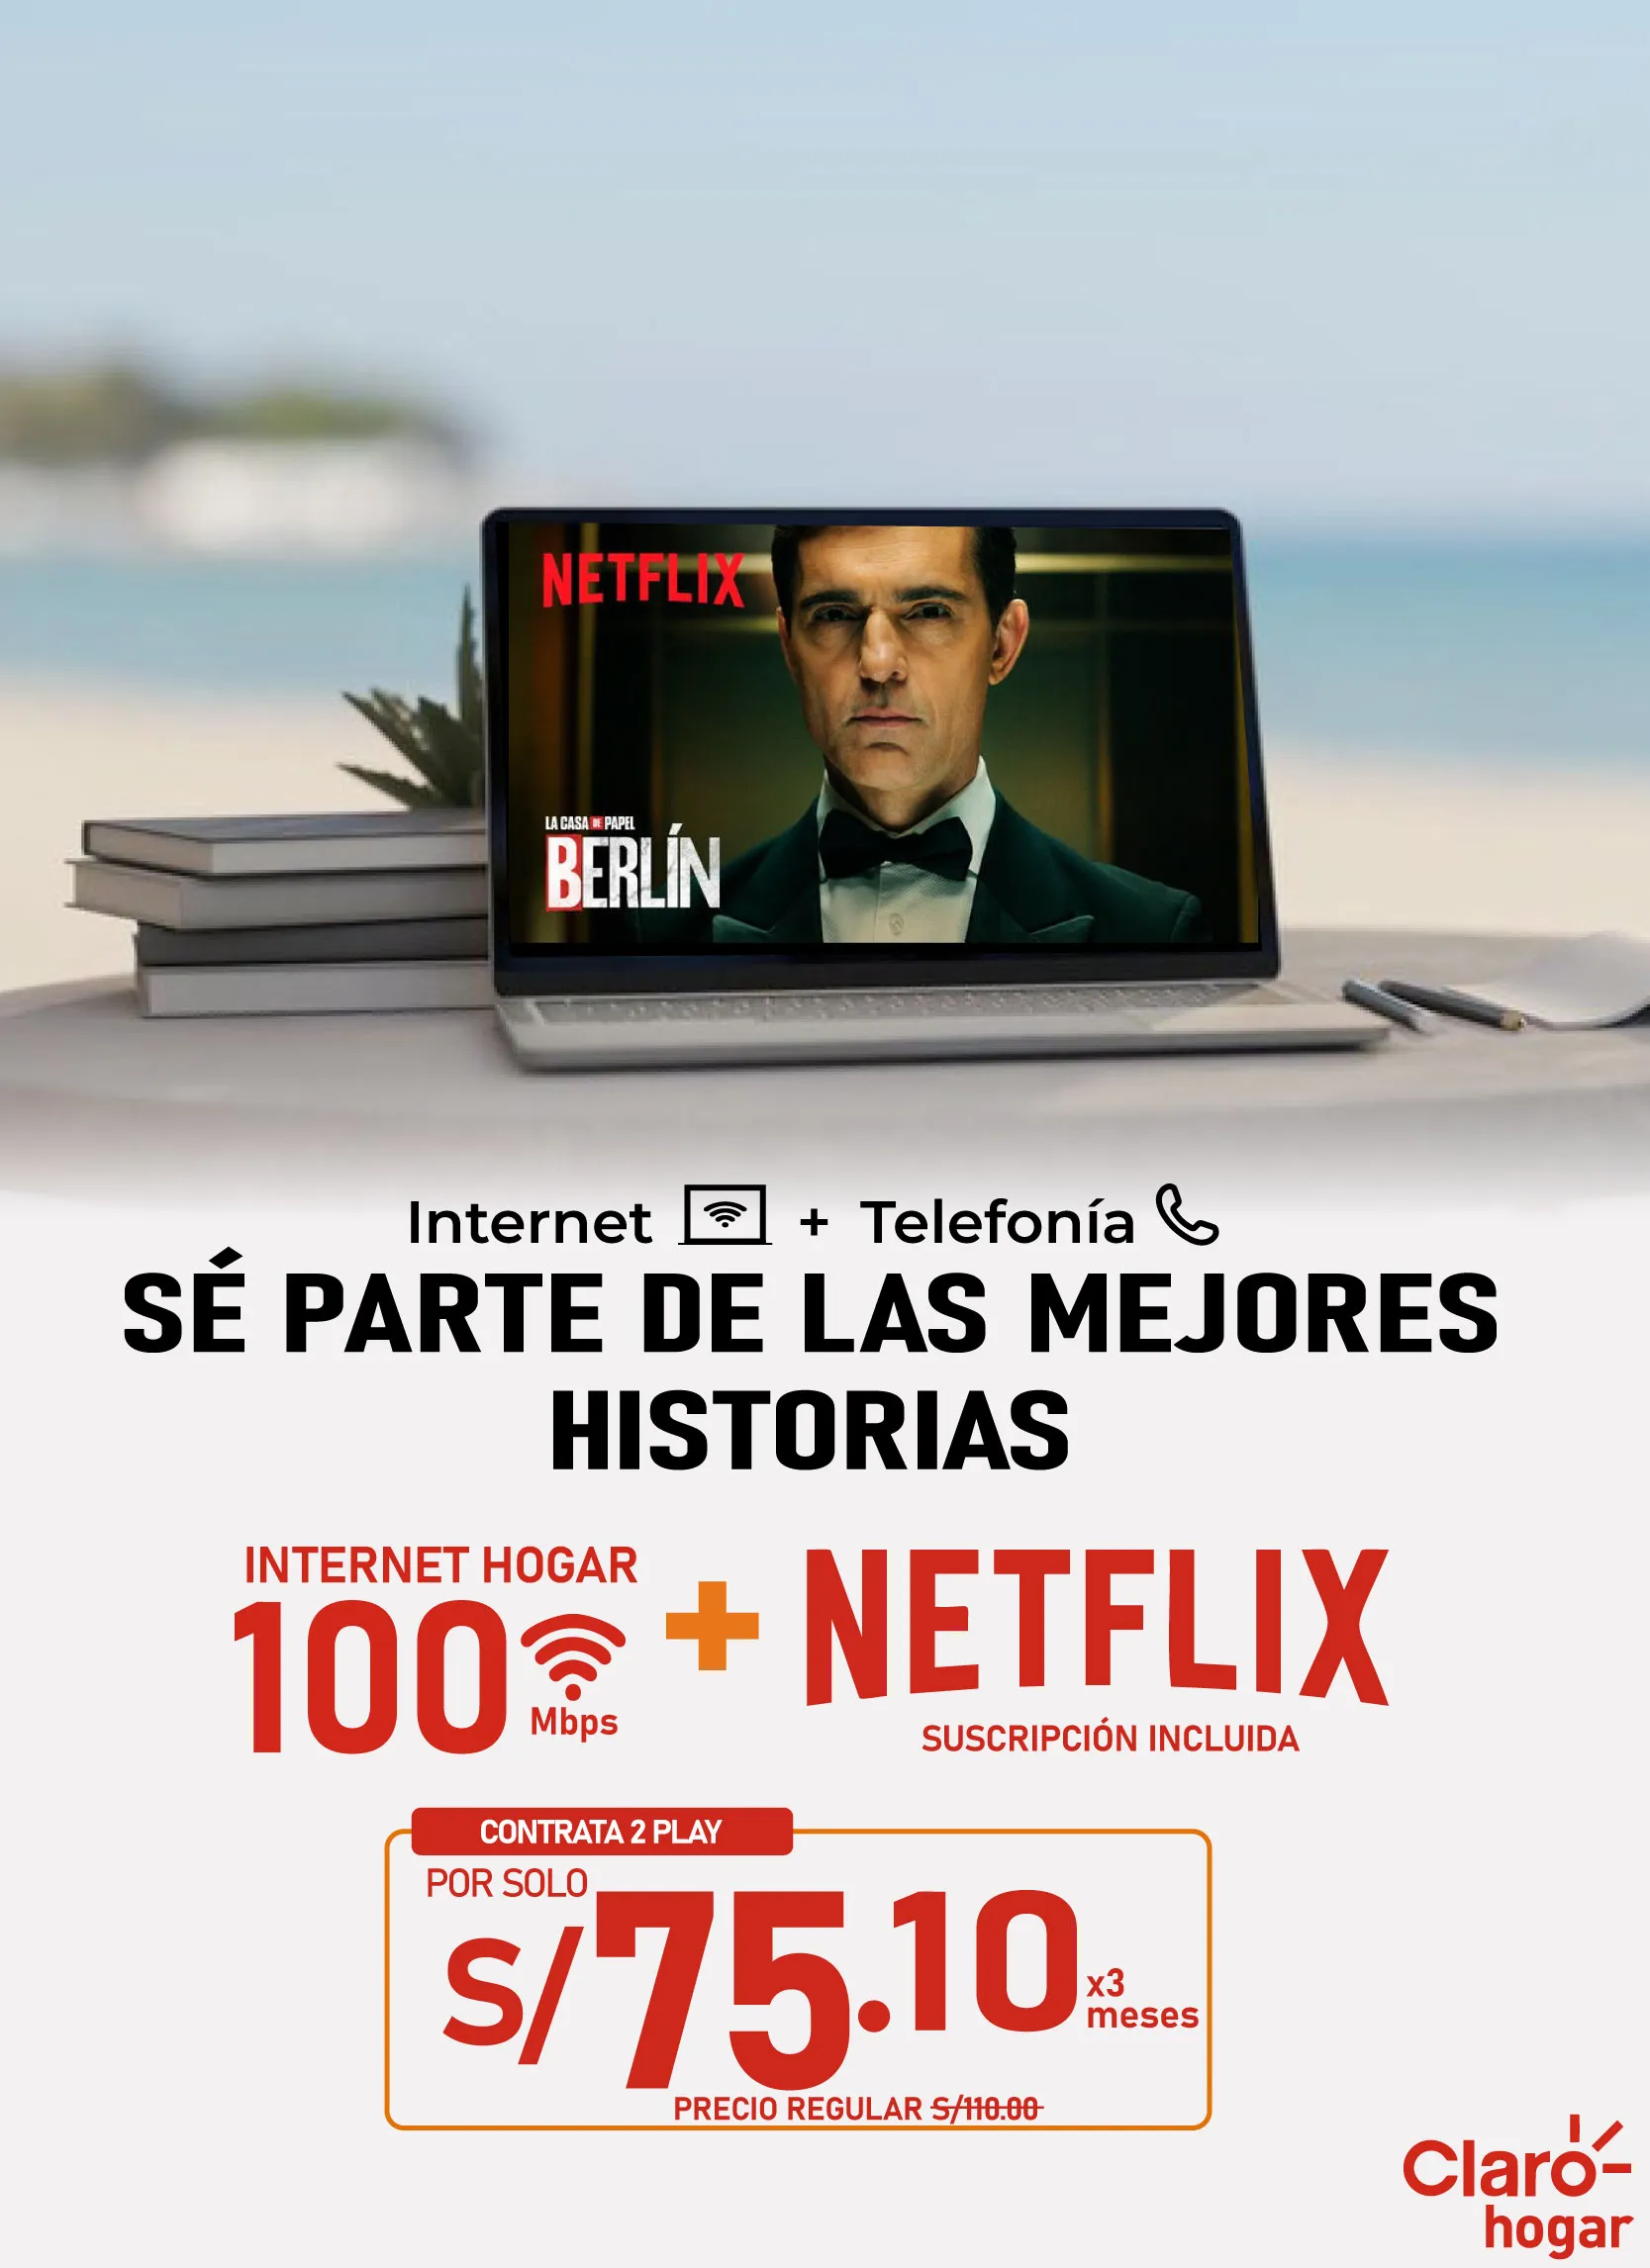 NETFLIX
LA CASA DE PAPEL
BERLÍN
Internet + Telefonía
SÉ PARTE DE LAS MEJORES
HISTORIAS
INTERNET HOGAR
100
Mbps
+
NETFLIX
SUSCRIPCIÓN INCLUIDA
CONTRATA 2 PLAY
POR SOLO
S/75.10
x3
meses
PRECIO REGULAR S/110.00
Claro
hogar